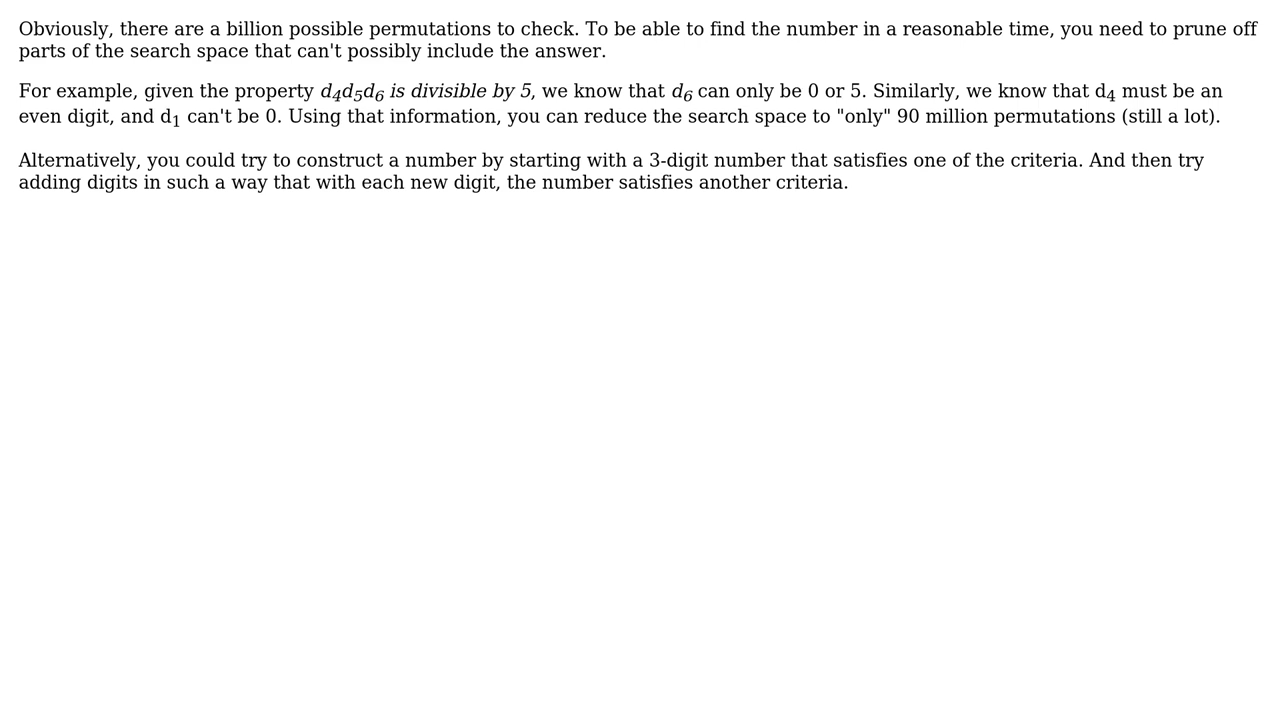 Obviously, there are a billion possible permutations to check. To be able to find the number in a reasonable time, you need to prune off
parts of the search space that can't possibly include the answer.
For example, given the property d₄d₅d₆ is divisible by 5, we know that d₆ can only be 0 or 5. Similarly, we know that d₄ must be an
even digit, and d₁ can't be 0. Using that information, you can reduce the search space to "only" 90 million permutations (still a lot).
Alternatively, you could try to construct a number by starting with a 3-digit number that satisfies one of the criteria. And then try
adding digits in such a way that with each new digit, the number satisfies another criteria.